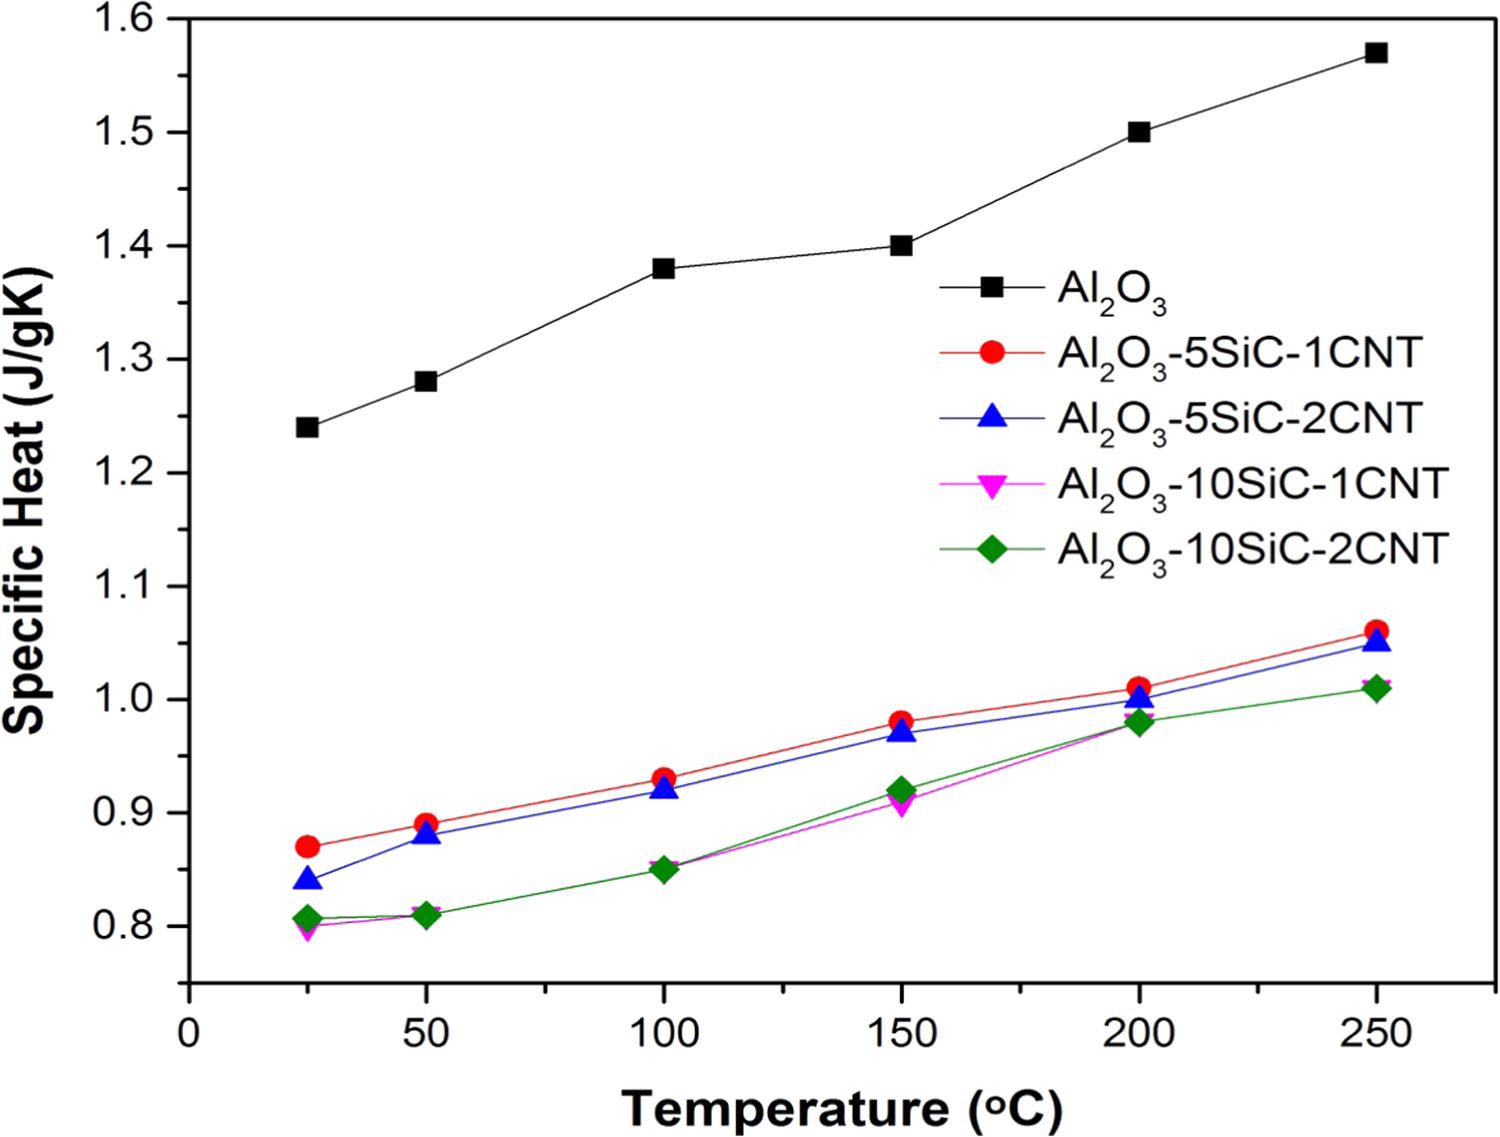 Specific Heat (J/gK)
1.6
1.5
1.4
1.3
1.2
1.1
1.0
0.9
0.8
Al₂O₃
Al₂O₃-5SiC-1CNT
Al₂O₃-5SiC-2CNT
Al₂O₃-10SiC-1CNT
Al₂O₃-10SiC-2CNT
0 50 100 150 200 250
Temperature (oC)